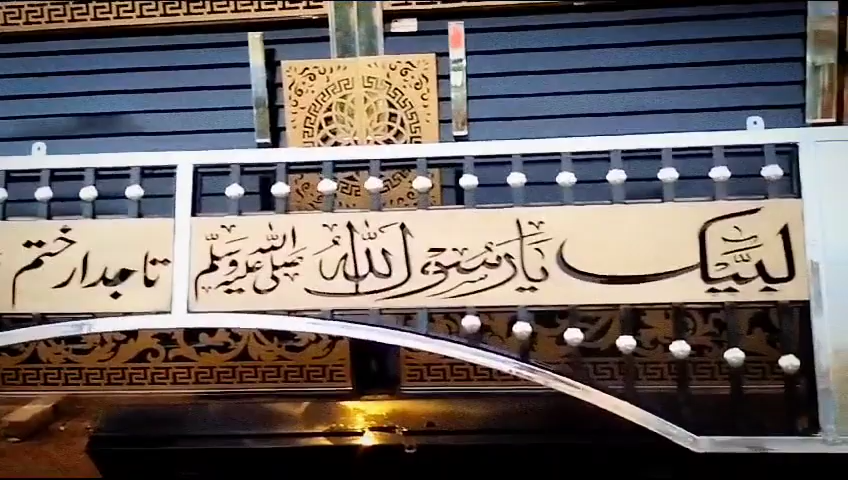 لبیک یارسول اللہ صلی اللہ علیہ وسلم تاجدار ختم